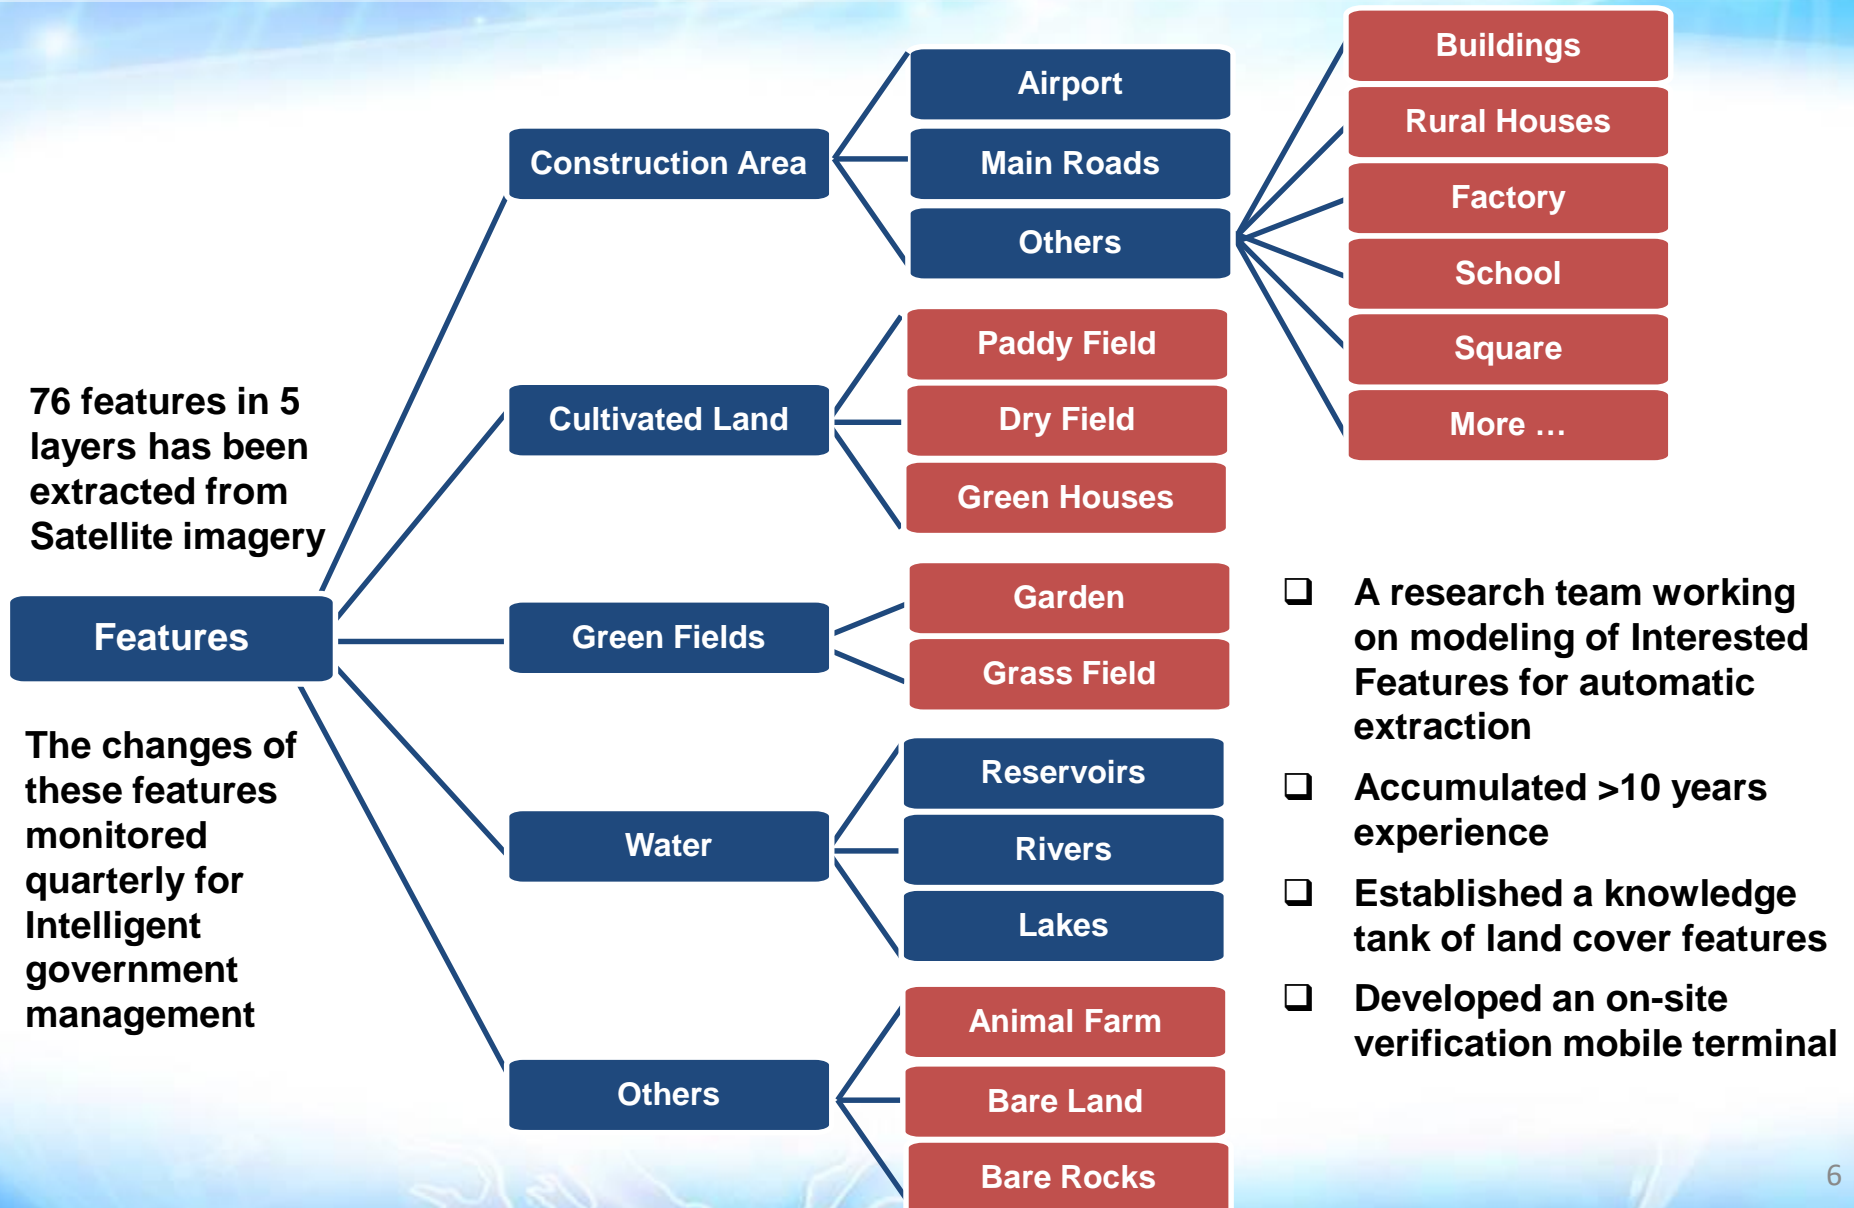 76 features in 5
layers has been
extracted from
Satellite imagery
Features
The changes of
these features
monitored
quarterly for
Intelligent
government
management
Construction Area
Airport
Main Roads
Others
Buildings
Rural Houses
Factory
School
Square
More …
Cultivated Land
Paddy Field
Dry Field
Green Houses
Green Fields
Garden
Grass Field
Water
Reservoirs
Rivers
Lakes
Others
Animal Farm
Bare Land
Bare Rocks
❑ A research team working
on modeling of Interested
Features for automatic
extraction
❑ Accumulated >10 years
experience
❑ Established a knowledge
tank of land cover features
❑ Developed an on-site
verification mobile terminal
6